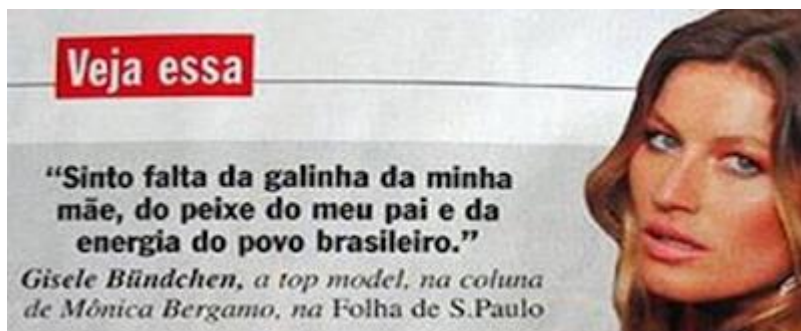 Veja essa
“Sinto falta da galinha da minha
mãe, do peixe do meu pai e da
energia do povo brasileiro.”
Gisele Bündchen, a top model, na coluna
de Mônica Bergamo, na Folha de S.Paulo